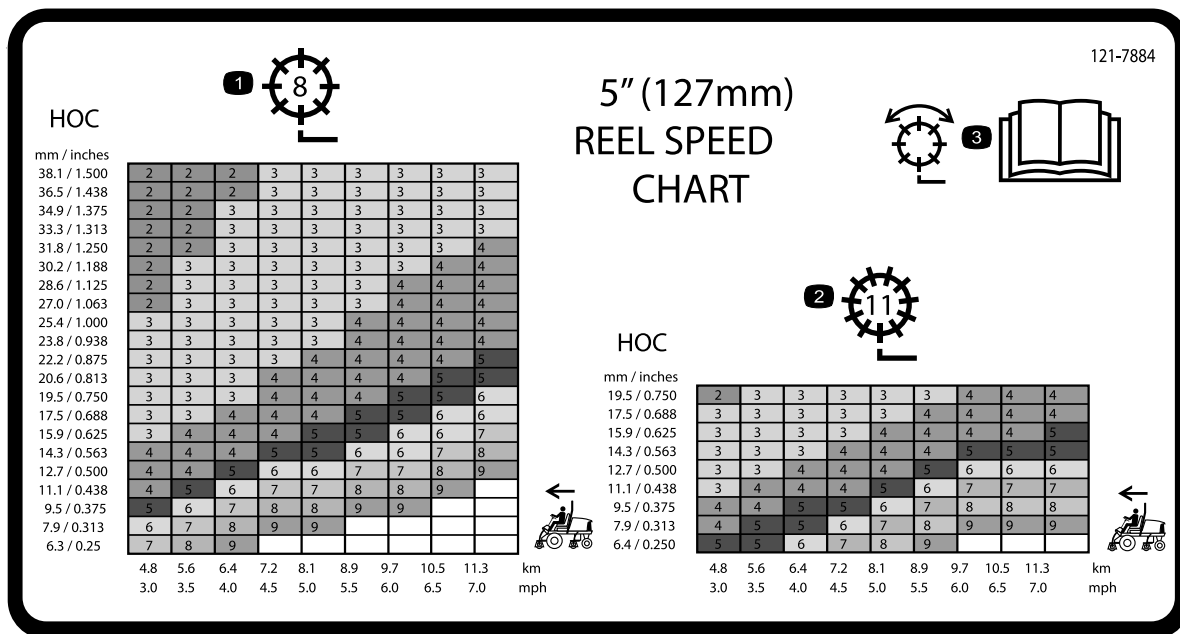 121-7884
1
8
5” (127mm)
REEL SPEED
CHART
3
HOC
mm / inches
38.1 / 1.500 2 2 2 3 3 3 3 3 3
36.5 / 1.438 2 2 2 3 3 3 3 3 3
34.9 / 1.375 2 2 3 3 3 3 3 3 3
33.3 / 1.313 2 2 3 3 3 3 3 3 3
31.8 / 1.250 2 2 3 3 3 3 3 3 4
30.2 / 1.188 2 3 3 3 3 3 3 4 4
28.6 / 1.125 2 3 3 3 3 3 4 4 4
27.0 / 1.063 2 3 3 3 3 3 4 4 4
25.4 / 1.000 3 3 3 3 3 4 4 4 4
23.8 / 0.938 3 3 3 3 3 4 4 4 4
22.2 / 0.875 3 3 3 3 4 4 4 4 5
20.6 / 0.813 3 3 3 4 4 4 4 5 5
19.5 / 0.750 3 3 3 4 4 4 5 5 6
17.5 / 0.688 3 3 4 4 4 5 5 6 6
15.9 / 0.625 3 4 4 4 5 5 6 6 7
14.3 / 0.563 4 4 4 5 5 6 6 7 8
12.7 / 0.500 4 4 5 6 6 7 7 8 9
11.1 / 0.438 4 5 6 7 7 8 8 9
9.5 / 0.375 5 6 7 8 8 9 9
7.9 / 0.313 6 7 8 9 9
6.3 / 0.25 7 8 9
4.8 5.6 6.4 7.2 8.1 8.9 9.7 10.5 11.3 km
3.0 3.5 4.0 4.5 5.0 5.5 6.0 6.5 7.0 mph
2
11
HOC
mm / inches
19.5 / 0.750 2 3 3 3 3 3 4 4 4
17.5 / 0.688 3 3 3 3 3 4 4 4 4
15.9 / 0.625 3 3 3 3 4 4 4 4 5
14.3 / 0.563 3 3 3 4 4 4 5 5 5
12.7 / 0.500 3 3 4 4 4 5 6 6 6
11.1 / 0.438 3 4 4 4 5 6 7 7 7
9.5 / 0.375 4 4 5 5 6 7 8 8 8
7.9 / 0.313 4 5 5 6 7 8 9 9 9
6.4 / 0.250 5 5 6 7 8 9
4.8 5.6 6.4 7.2 8.1 8.9 9.7 10.5 11.3 km
3.0 3.5 4.0 4.5 5.0 5.5 6.0 6.5 7.0 mph